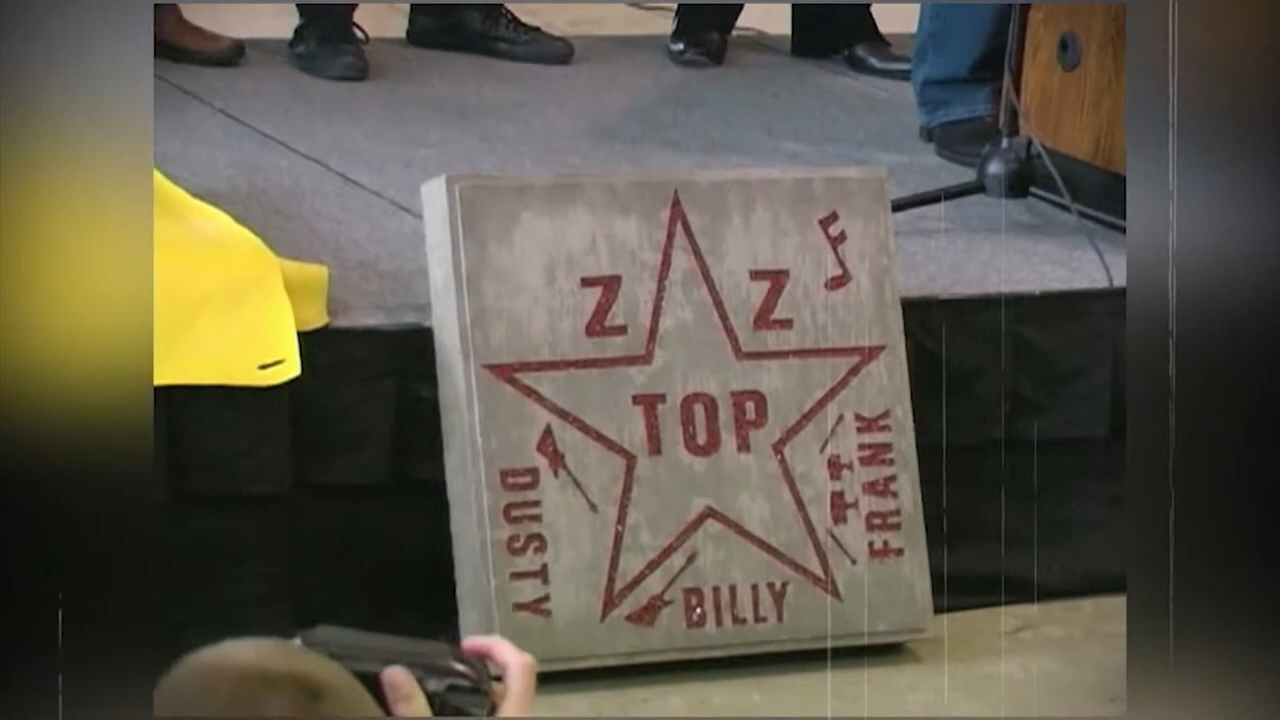 Z Z
TOP
DUSTY
FRANK
BILLY